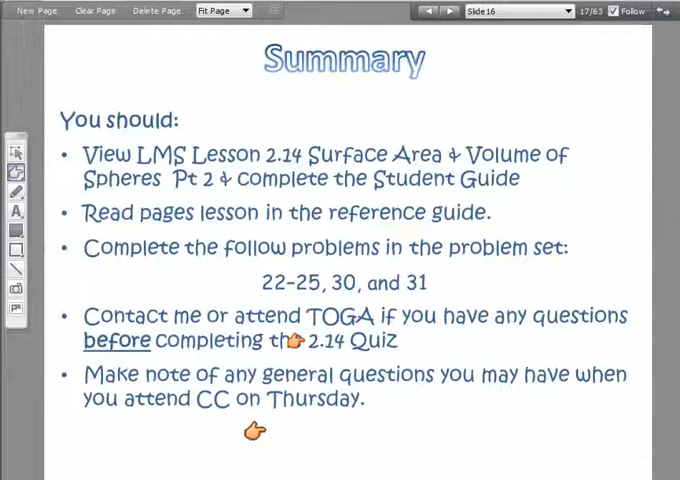 New Page Clear Page Delete Page Fit Page Slide 16 17/63 Follow
Summary
You should:
• View LMS Lesson 2.14 Surface Area & Volume of
Spheres Pt 2 & complete the Student Guide
• Read pages lesson in the reference guide.
• Complete the follow problems in the problem set:
22-25, 30, and 31
• Contact me or attend TOGA if you have any questions
before completing th 2.14 Quiz
• Make note of any general questions you may have when
you attend CC on Thursday.
A